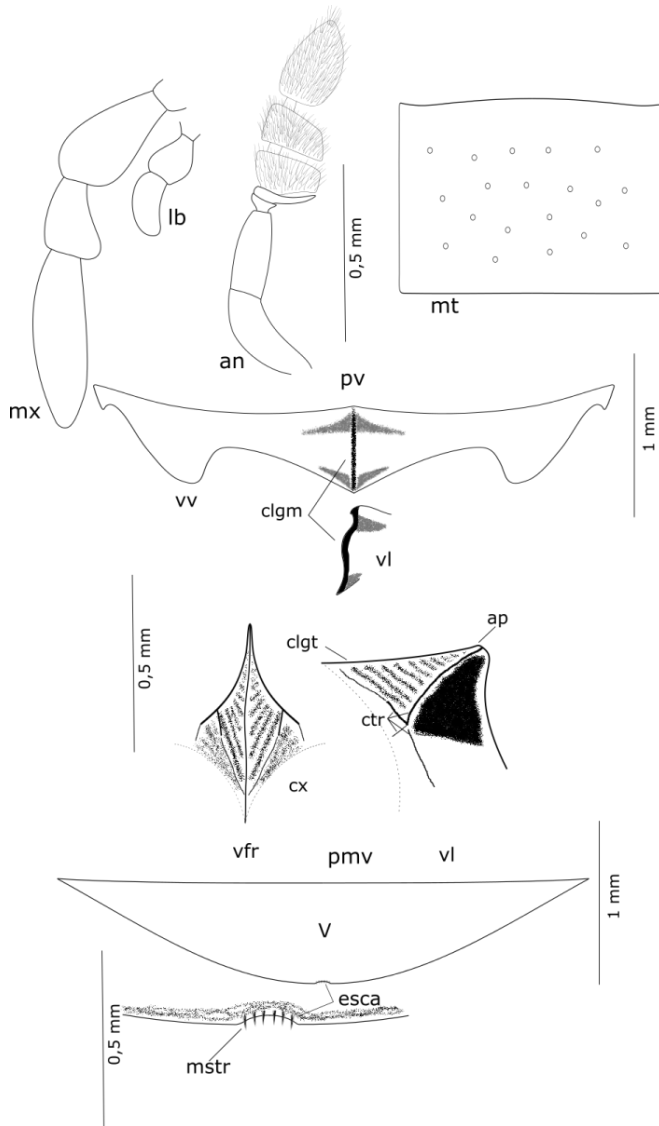 lb
0,5 mm
mt
an
mx
pv
1 mm
vv
clgm
vl
0,5 mm
clgt
ap
ctr
cx
vfr
pmv
vl
1 mm
V
0,5 mm
esca
mstr